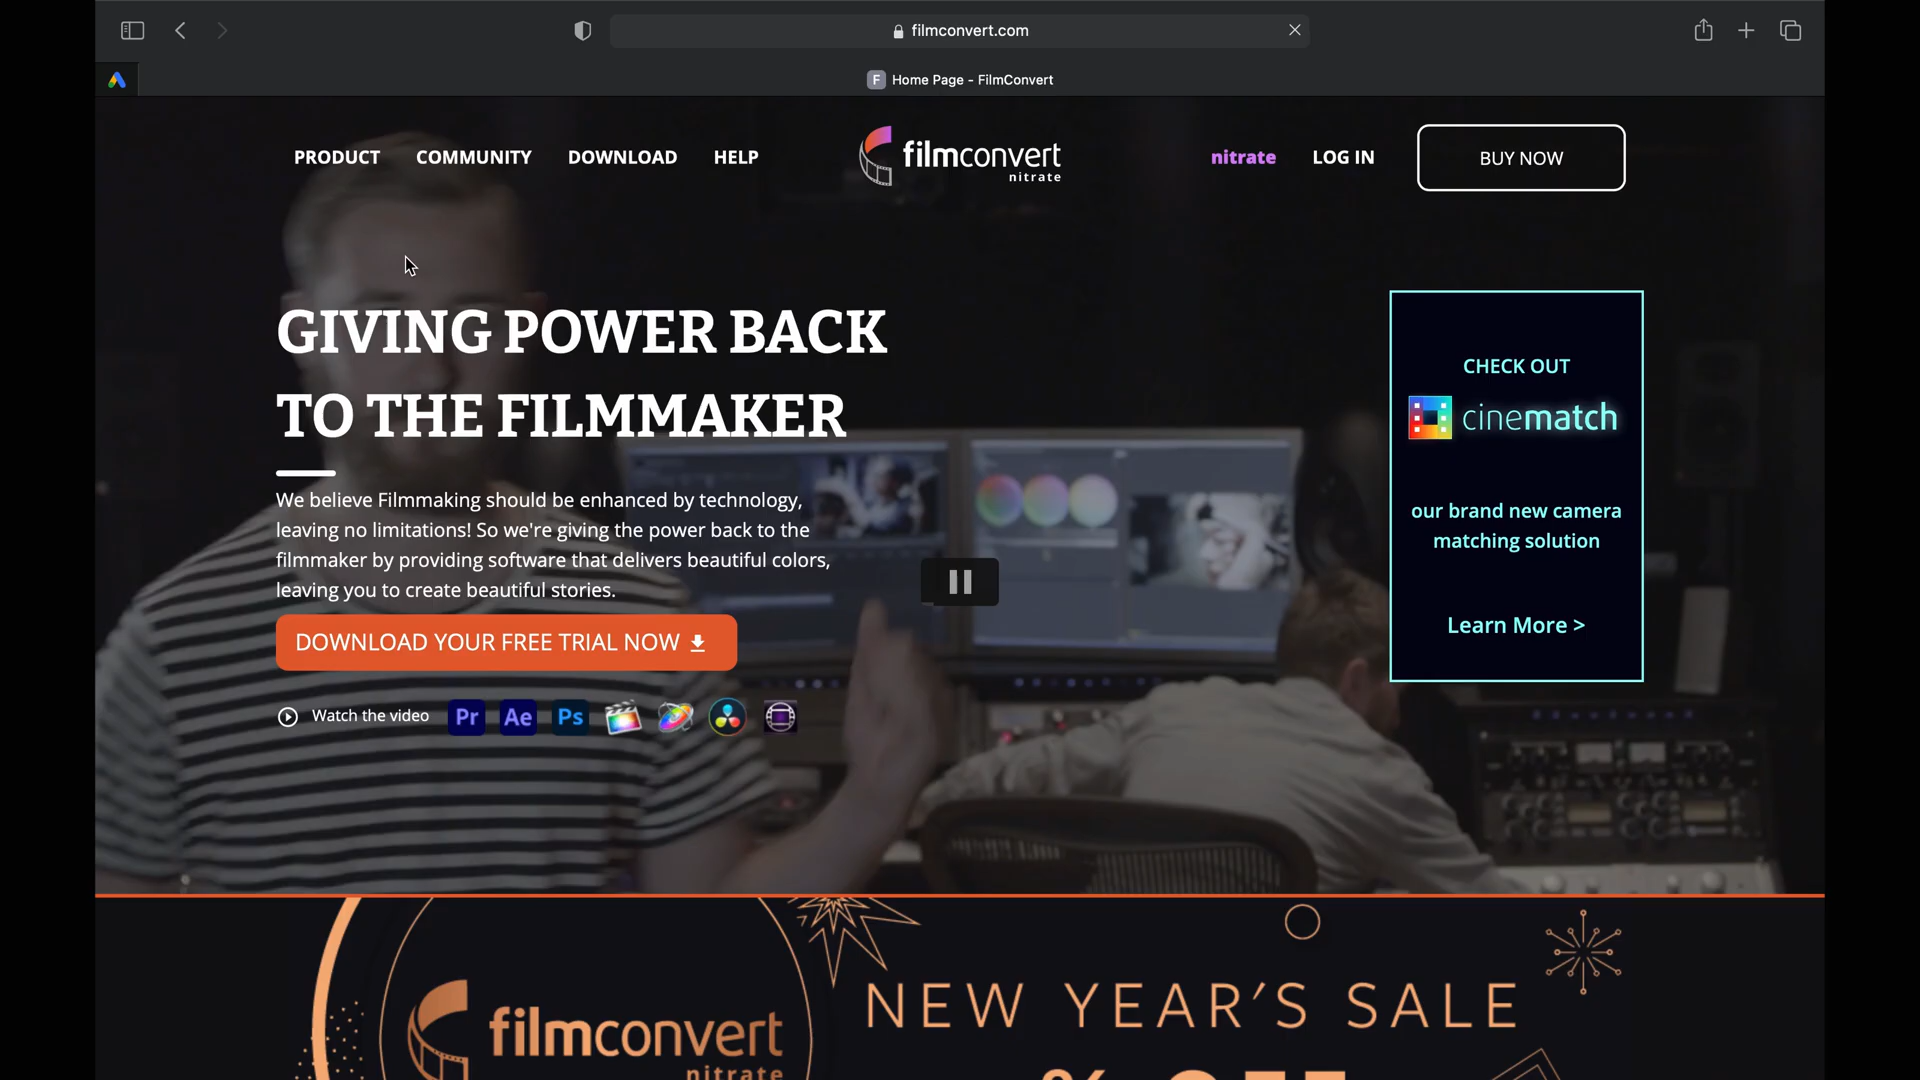 filmconvert.com
F Home Page - FilmConvert
PRODUCT COMMUNITY DOWNLOAD HELP
filmconvert
nitrate
nitrate LOG IN BUY NOW
GIVING POWER BACK
TO THE FILMMAKER
We believe Filmmaking should be enhanced by technology,
leaving no limitations! So we're giving the power back to the
filmmaker by providing software that delivers beautiful colors,
leaving you to create beautiful stories.
DOWNLOAD YOUR FREE TRIAL NOW
Watch the video Pr Ae Ps
CHECK OUT
cinematch
our brand new camera
matching solution
Learn More >
filmconvert
nitrate
NEW YEAR'S SALE
% OFF